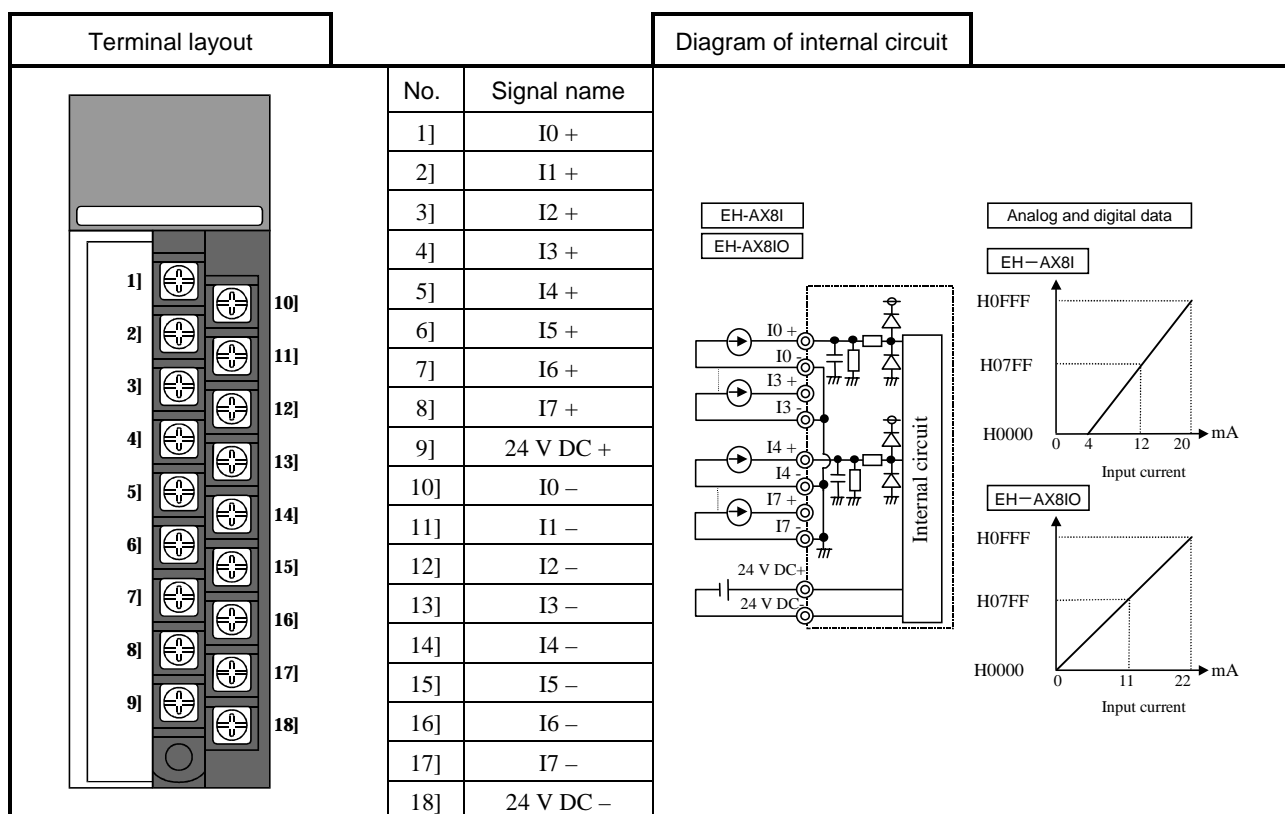 Terminal layout
Diagram of internal circuit
1]
2]
3]
4]
5]
6]
7]
8]
9]
10]
11]
12]
13]
14]
15]
16]
17]
18]
No. Signal name
1] I0 +
2] I1 +
3] I2 +
4] I3 +
5] I4 +
6] I5 +
7] I6 +
8] I7 +
9] 24 V DC +
10] I0 –
11] I1 –
12] I2 –
13] I3 –
14] I4 –
15] I5 –
16] I6 –
17] I7 –
18] 24 V DC –
EH-AX8I
EH-AX8IO
I0 +
I0 -
I3 +
I3 -
I4 +
I4 -
I7 +
I7 -
24 V DC+
24 V DC-
Internal circuit
Analog and digital data
EH－AX8I
H0FFF
H07FF
H0000
0 4 12 20 mA
Input current
EH－AX8IO
H0FFF
H07FF
H0000
0 11 22 mA
Input current